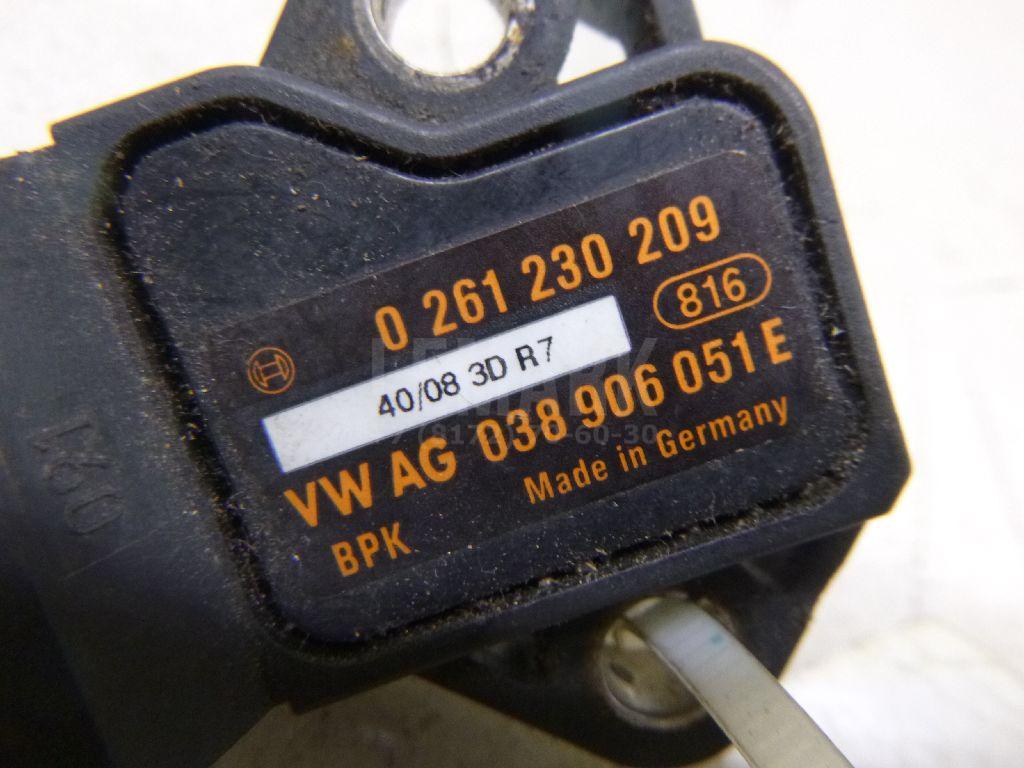 0 261 230 209
816
40/08 3D R7
VW AG 038 906 051 E
BPK
Made in Germany